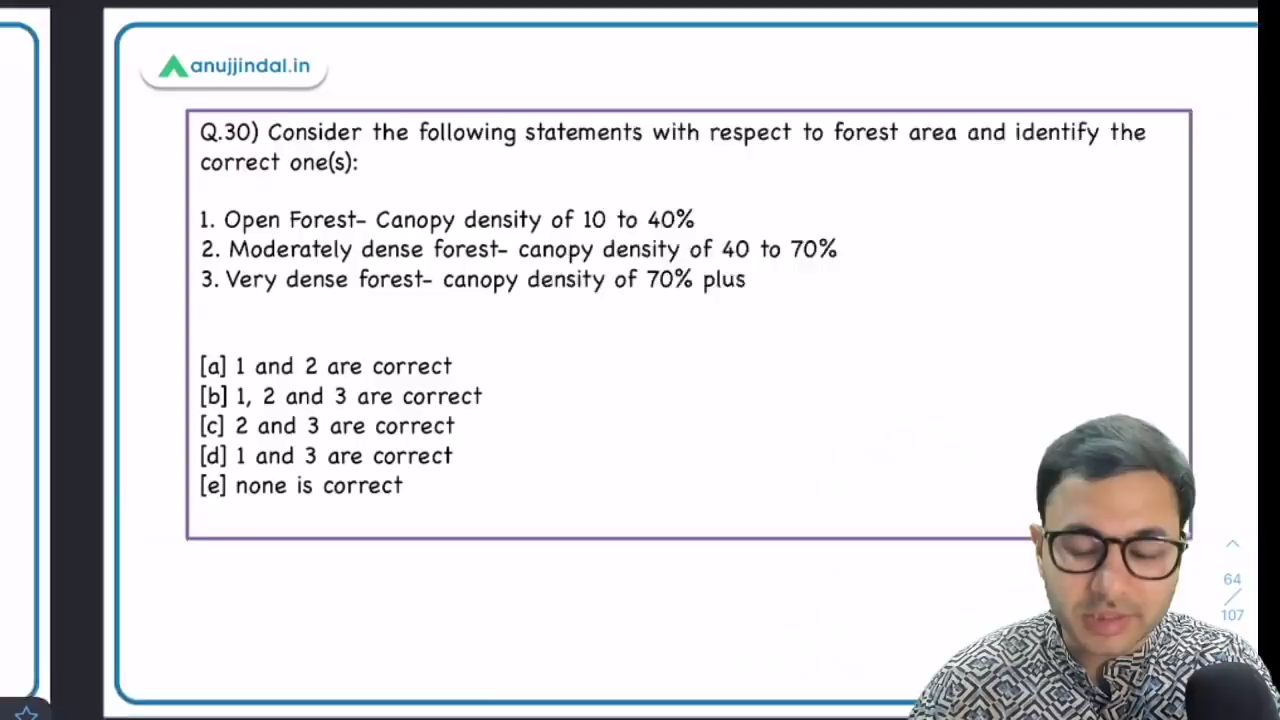 anujjindal.in
Q.30) Consider the following statements with respect to forest area and identify the
correct one(s):
1. Open Forest- Canopy density of 10 to 40%
2. Moderately dense forest- canopy density of 40 to 70%
3. Very dense forest- canopy density of 70% plus
[a] 1 and 2 are correct
[b] 1, 2 and 3 are correct
[c] 2 and 3 are correct
[d] 1 and 3 are correct
[e] none is correct
64
/
107